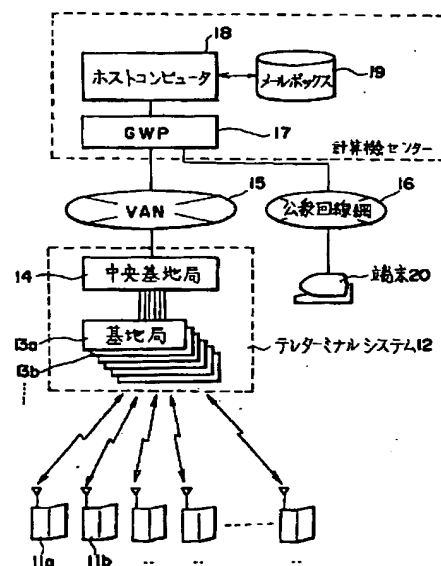 18
ホストコンピュータ
メールボックス
19
GWP
17
計算機センター
15
16
VAN
公衆回線網
14
中央基地局
端末20
13a
基地局
13b
テレターミナルシステム12
11a
11b